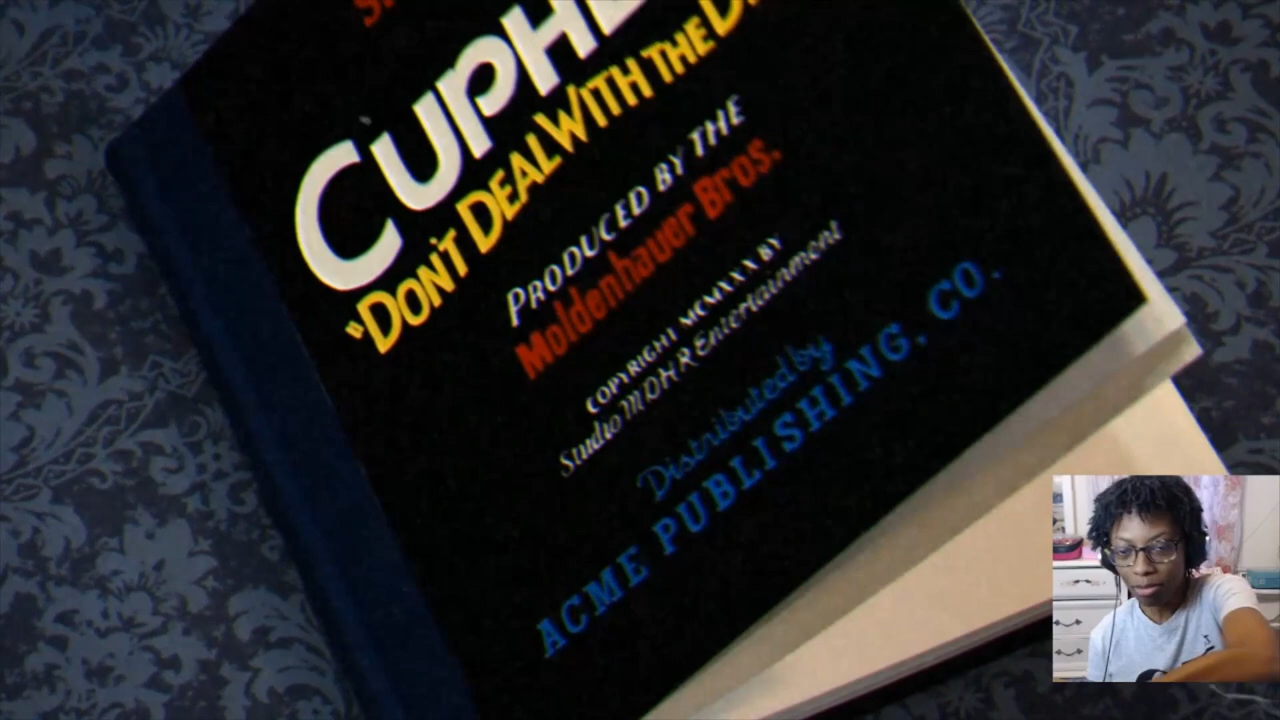 CUPHE
"DON'T DEAL WITH THE D
PRODUCED BY THE
Moldenhauer Bros.
COPYRIGHT MCMXXX BY
Studio MDHR Entertainment
Distributed by
ACME PUBLISHING, CO.